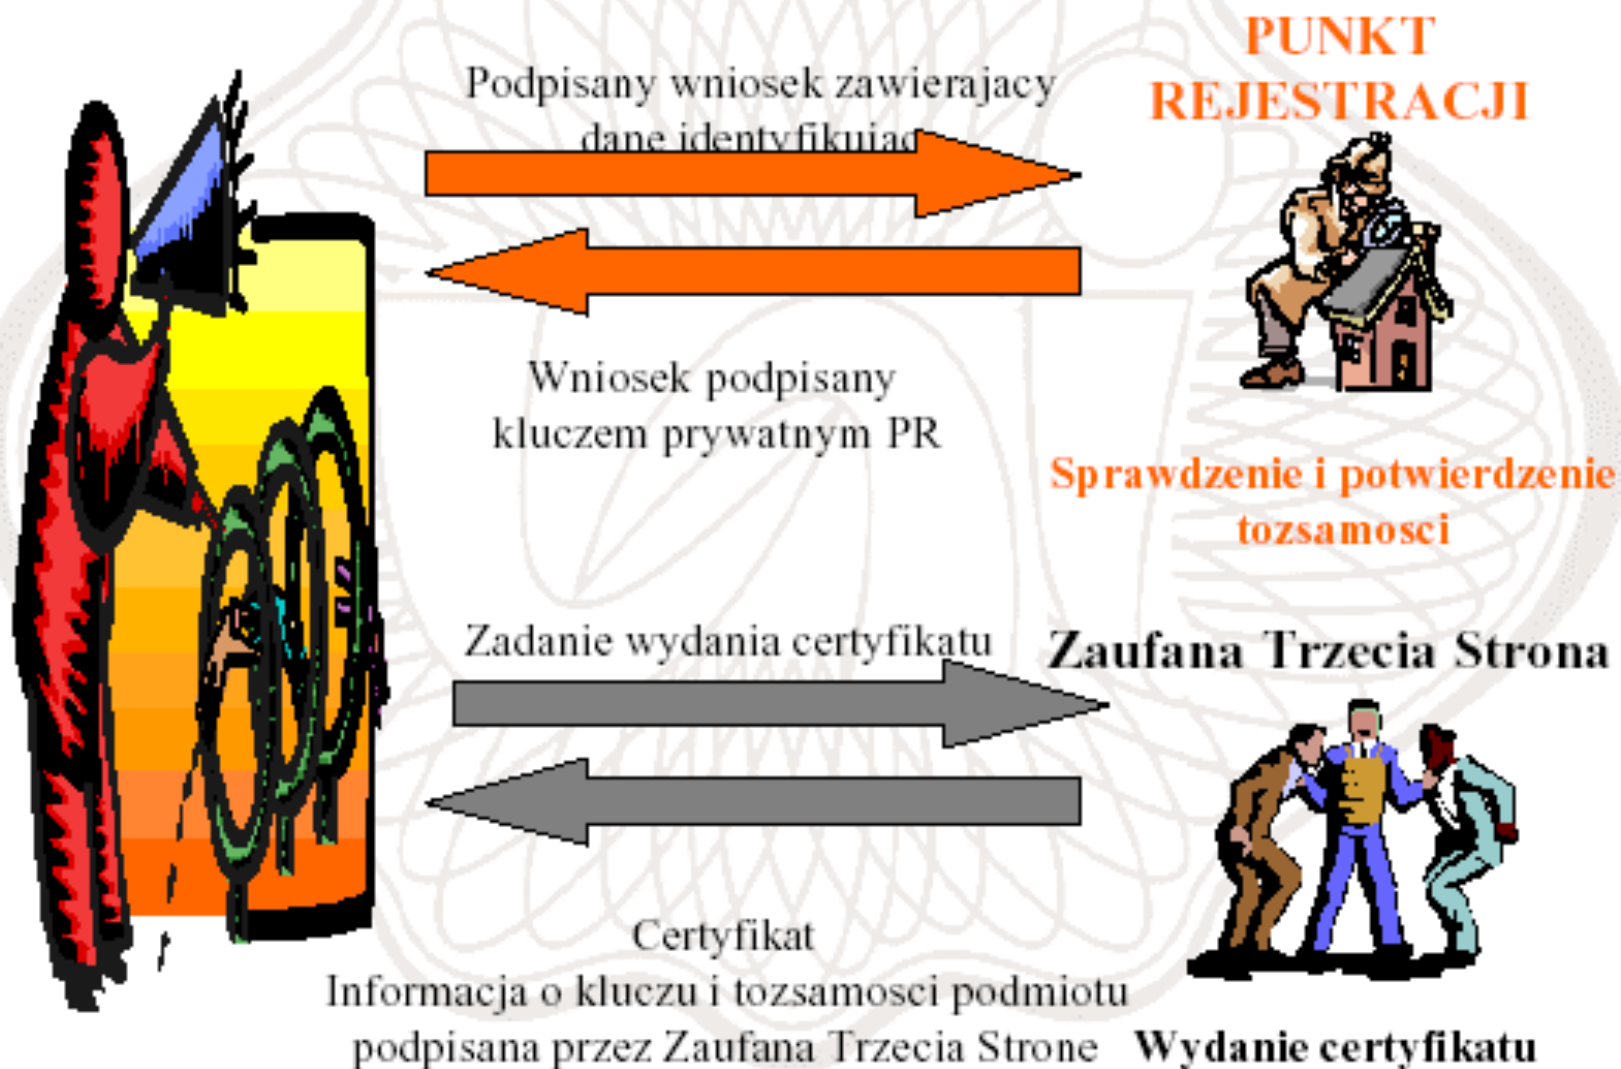 PUNKT
REJESTRACJI
Podpisany wniosek zawierajacy
dane
Wniosek podpisany
kluczem prywatnym PR
Sprawdzenie i potwierdzenie
tozsamosci
Zadanie wydania certyfikatu
Zaufana Trzecia Strona
Certyfikat
Informacja o kluczu i tozsamosci podmiotu
podpisana przez Zaufana Trzecia Strone
Wydanie certyfikatu